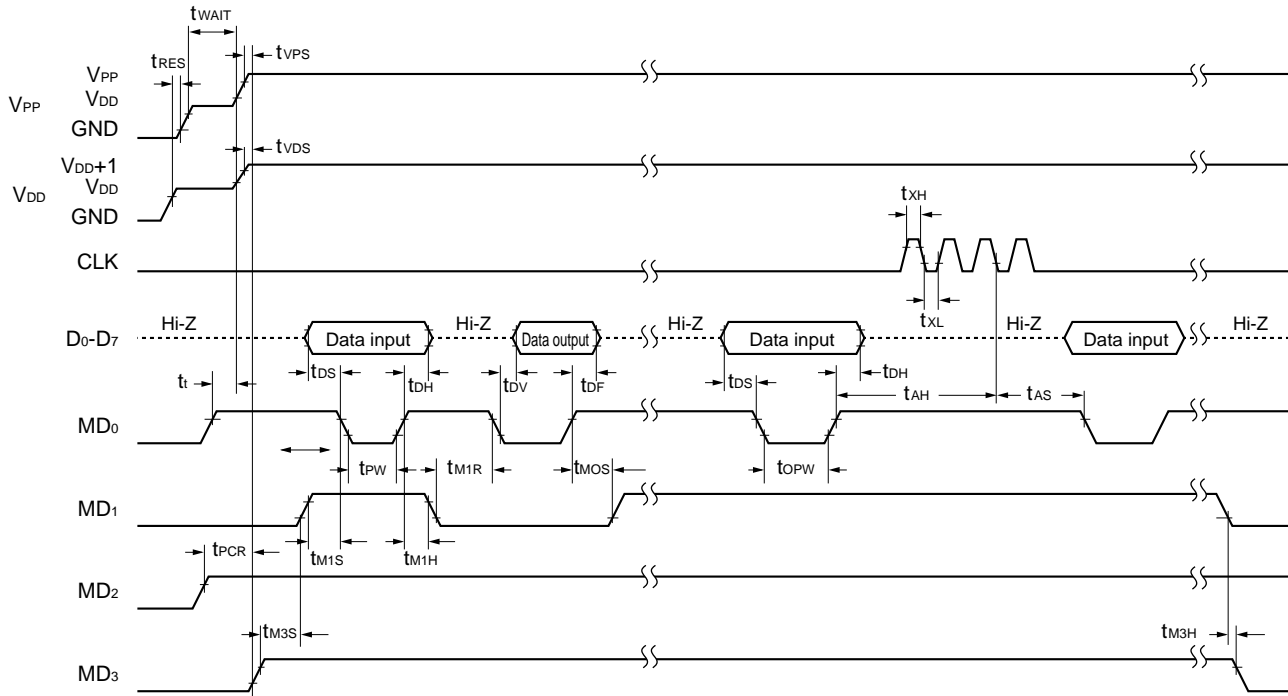 tWAIT
tVPS
tRES
VPP
VPP
VDD
GND
tVDS
VDD+1
VDD
VDD
GND
tXH
CLK
tXL
D0-D7
Hi-Z
Data input
Hi-Z
Data output
Hi-Z
Data input
Hi-Z
Data input
Hi-Z
tt
tDS
tDH
tDV
tDF
tDS
tDH
tAH
tAS
MD0
tPW
tM1R
tMOS
tOPW
MD1
tPCR
tM1S
tM1H
MD2
tM3S
tM3H
MD3